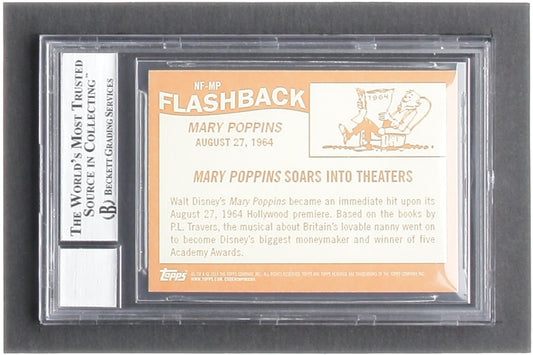 THE WORLD'S MOST TRUSTED
SOURCE IN COLLECTING™
BECKETT GRADING SERVICES
NF-MP
FLASHBACK
MARY POPPINS
AUGUST 27, 1964
1964
MARY POPPINS SOARS INTO THEATERS
Walt Disney's Mary Poppins became an immediate hit upon its
August 27, 1964 Hollywood premiere. Based on the books by
P.L. Travers, the musical about Britain's lovable nanny went on
to become Disney's biggest moneymaker and winner of five
Academy Awards.
Topps